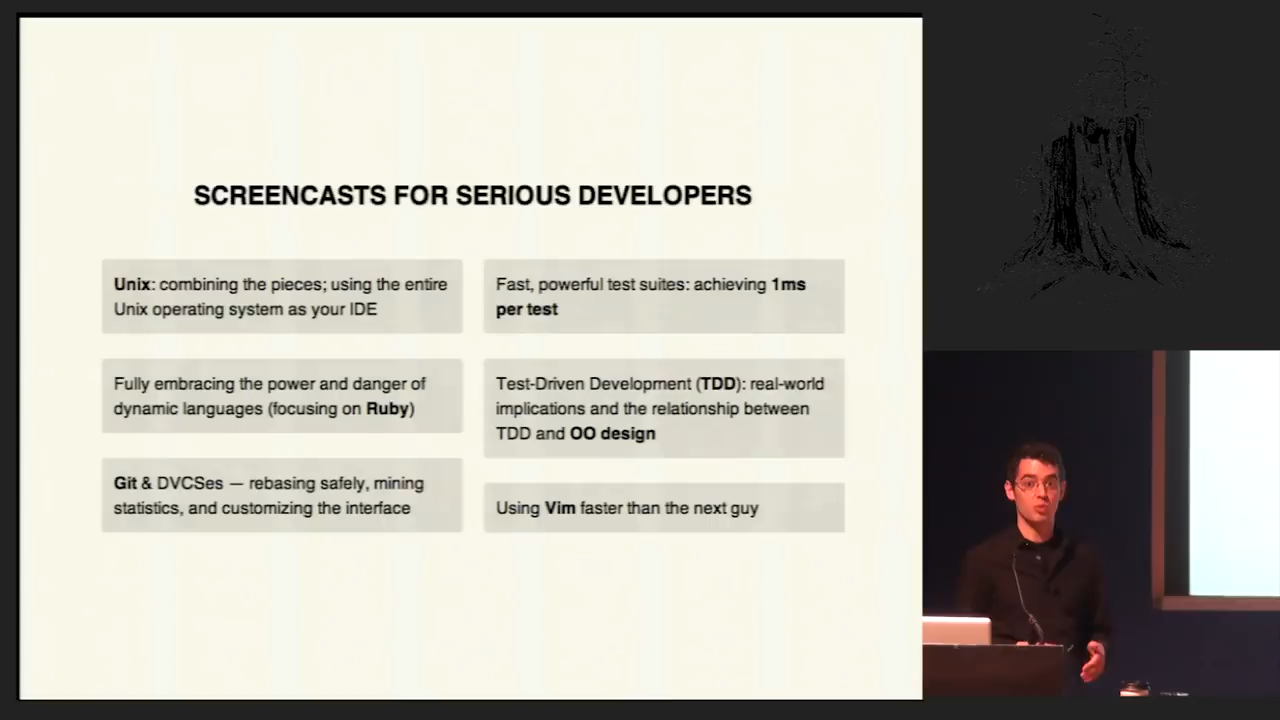 SCREENCASTS FOR SERIOUS DEVELOPERS
Unix: combining the pieces; using the entire
Unix operating system as your IDE
Fully embracing the power and danger of
dynamic languages (focusing on Ruby)
Git & DVCSes — rebasing safely, mining
statistics, and customizing the interface
Fast, powerful test suites: achieving 1ms
per test
Test-Driven Development (TDD): real-world
implications and the relationship between
TDD and OO design
Using Vim faster than the next guy